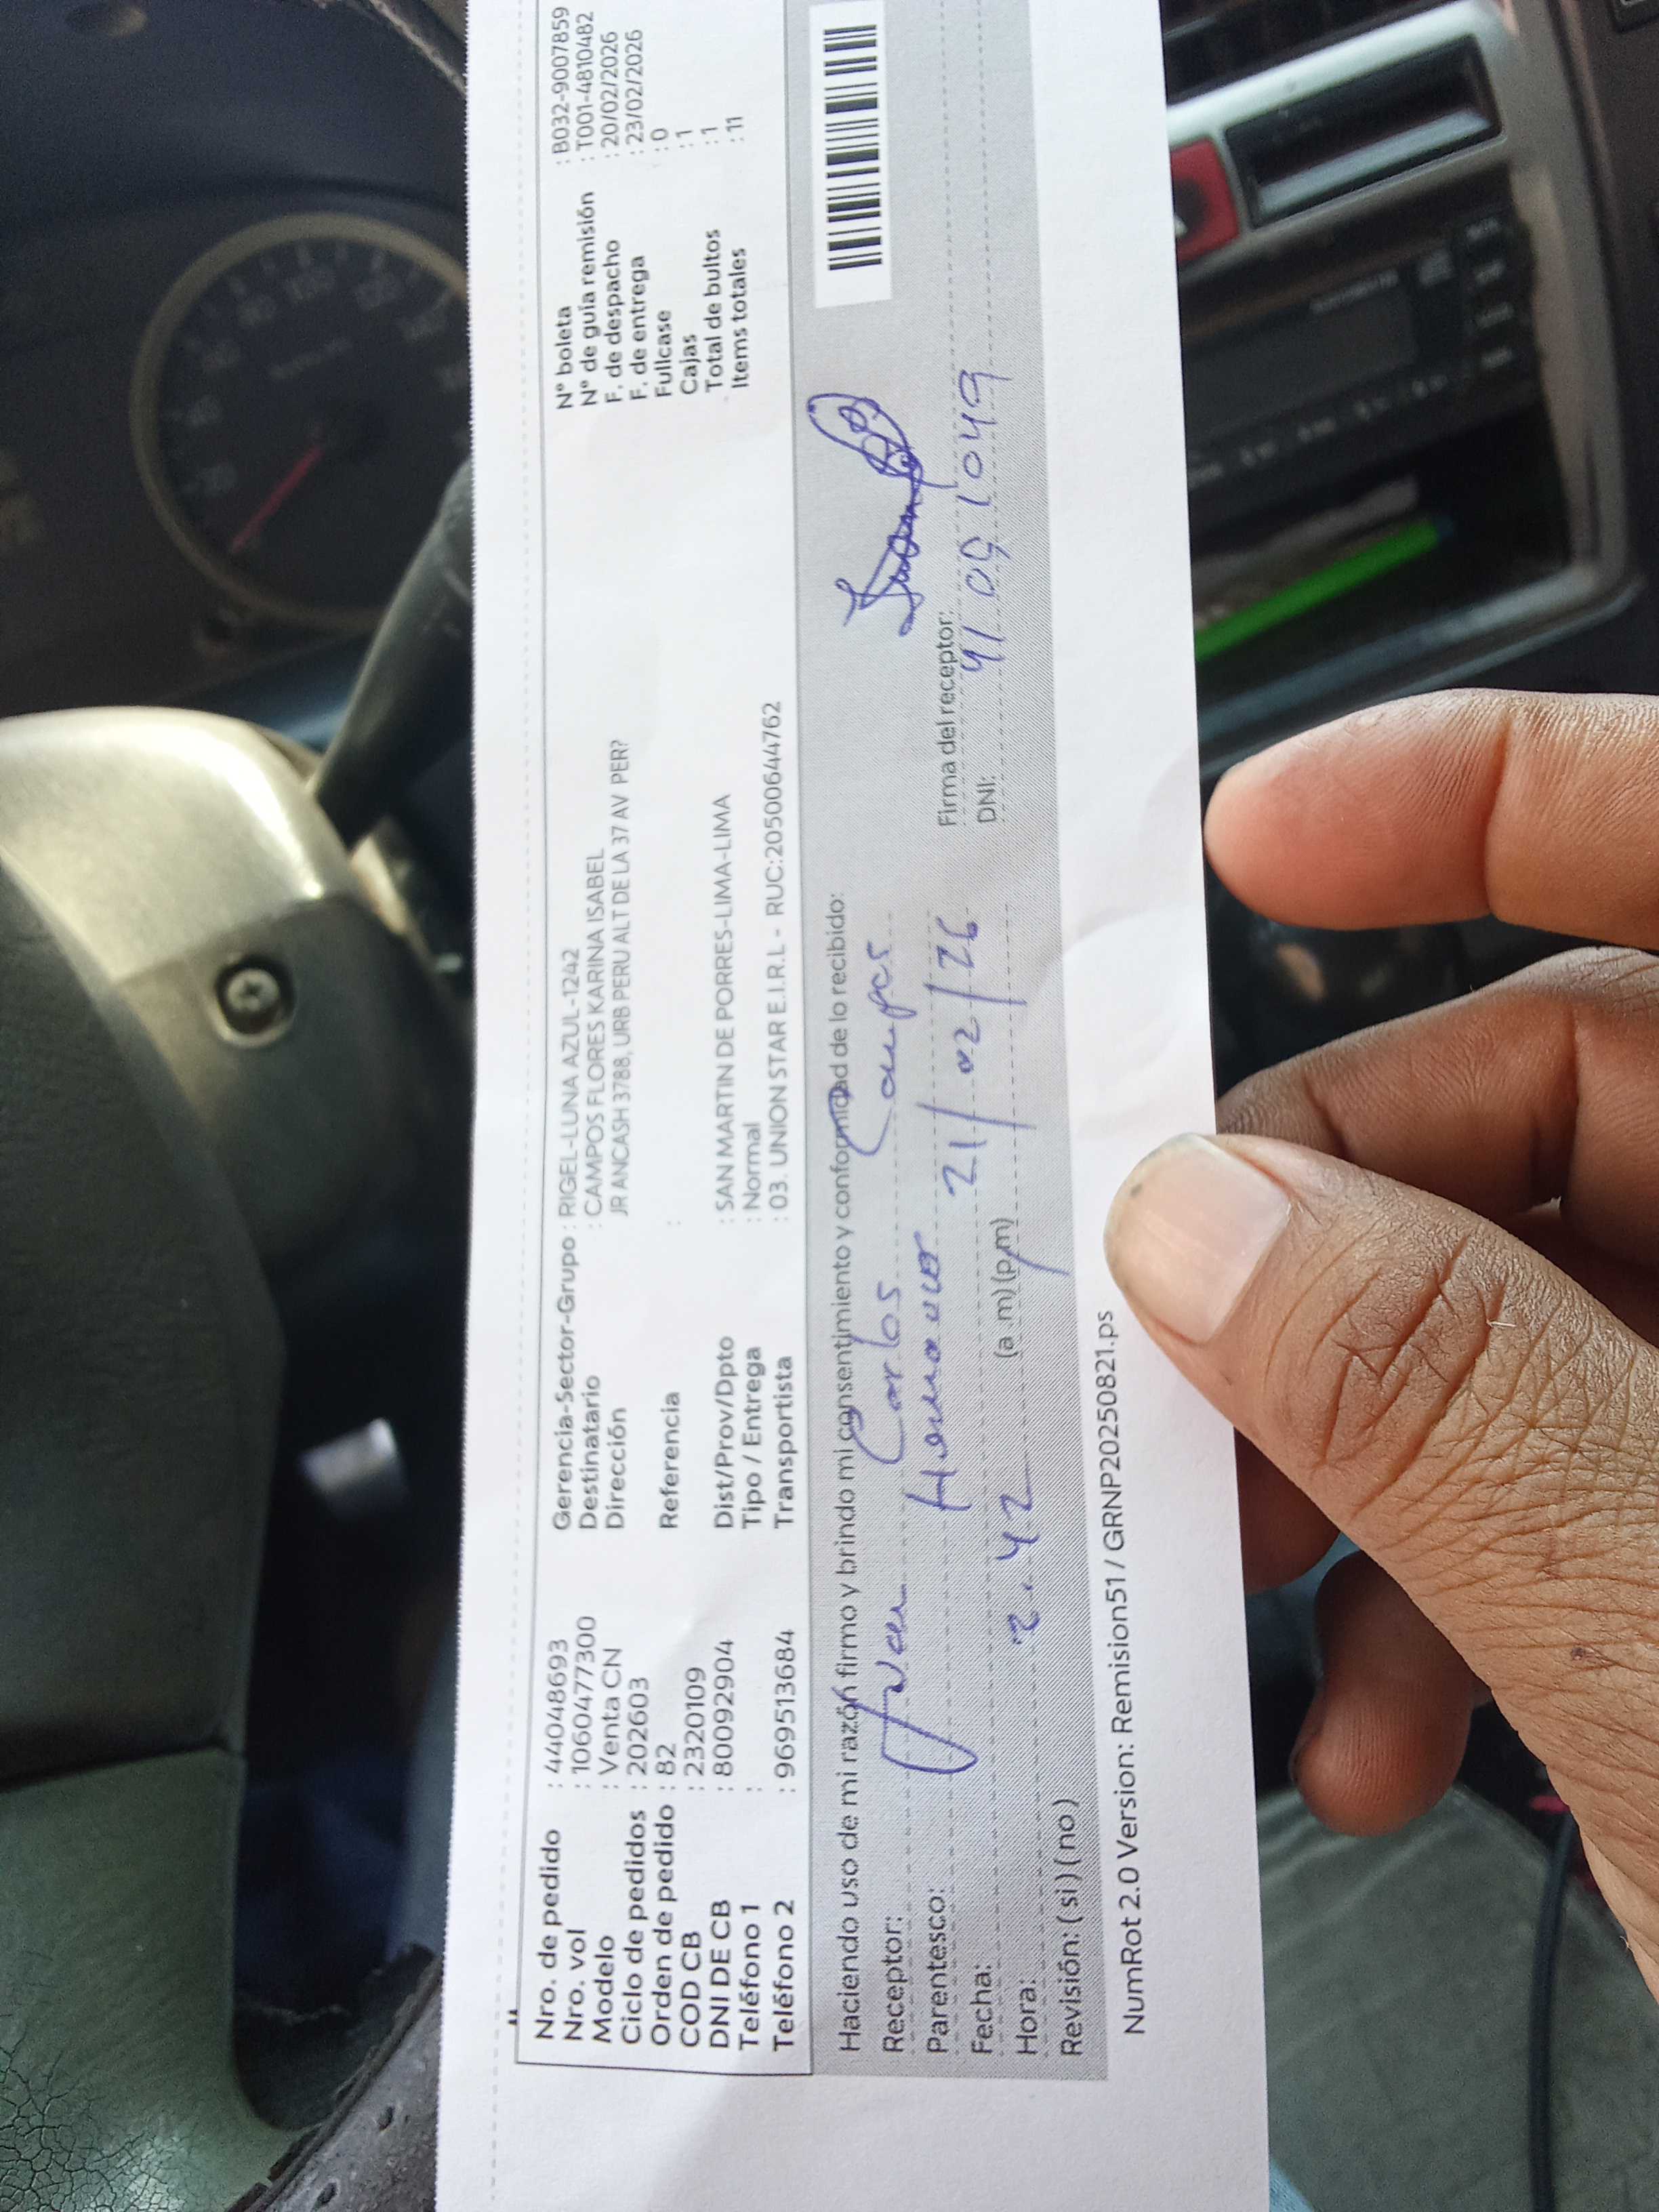 Nro. de pedido : 44048693
Nro. vol : 1060477300
Modelo : Venta CN
Ciclo de pedidos : 202603
Orden de pedido : 82
COD CB : 2320109
DNI DE CB : 80092904
Teléfono 1 :
Teléfono 2 : 969513684
Gerencia-Sector-Grupo : RIGEL-LUNA AZUL-1242
Destinatario : CAMPOS FLORES KARINA ISABEL
Dirección JR ANCASH 3788, URB PERU ALT DE LA 37 AV PER?
Referencia :
Dist/Prov/Dpto : SAN MARTIN DE PORRES-LIMA-LIMA
Tipo / Entrega : Normal
Transportista : 03. UNION STAR E.I.R.L - RUC:20500644762
N° boleta : B032-9007859
N° de guía remisión : T001-4810482
F. de despacho : 20/02/2026
F. de entrega : 23/02/2026
Fullcase : 0
Cajas : 1
Total de bultos : 1
Items totales : 11
Haciendo uso de mi razón firmo y brindo mi consentimiento y conformidad de lo recibido:
Receptor: Juan Carlos Campos
Parentesco: Hermano
Fecha: 21/02/26
Hora: 2.42 (a.m)(p.m)
Revisión: (si) (no)
Firma del receptor:
DNI: 41051049
NumRot 2.0 Version: Remision51 / GRNP20250821.ps